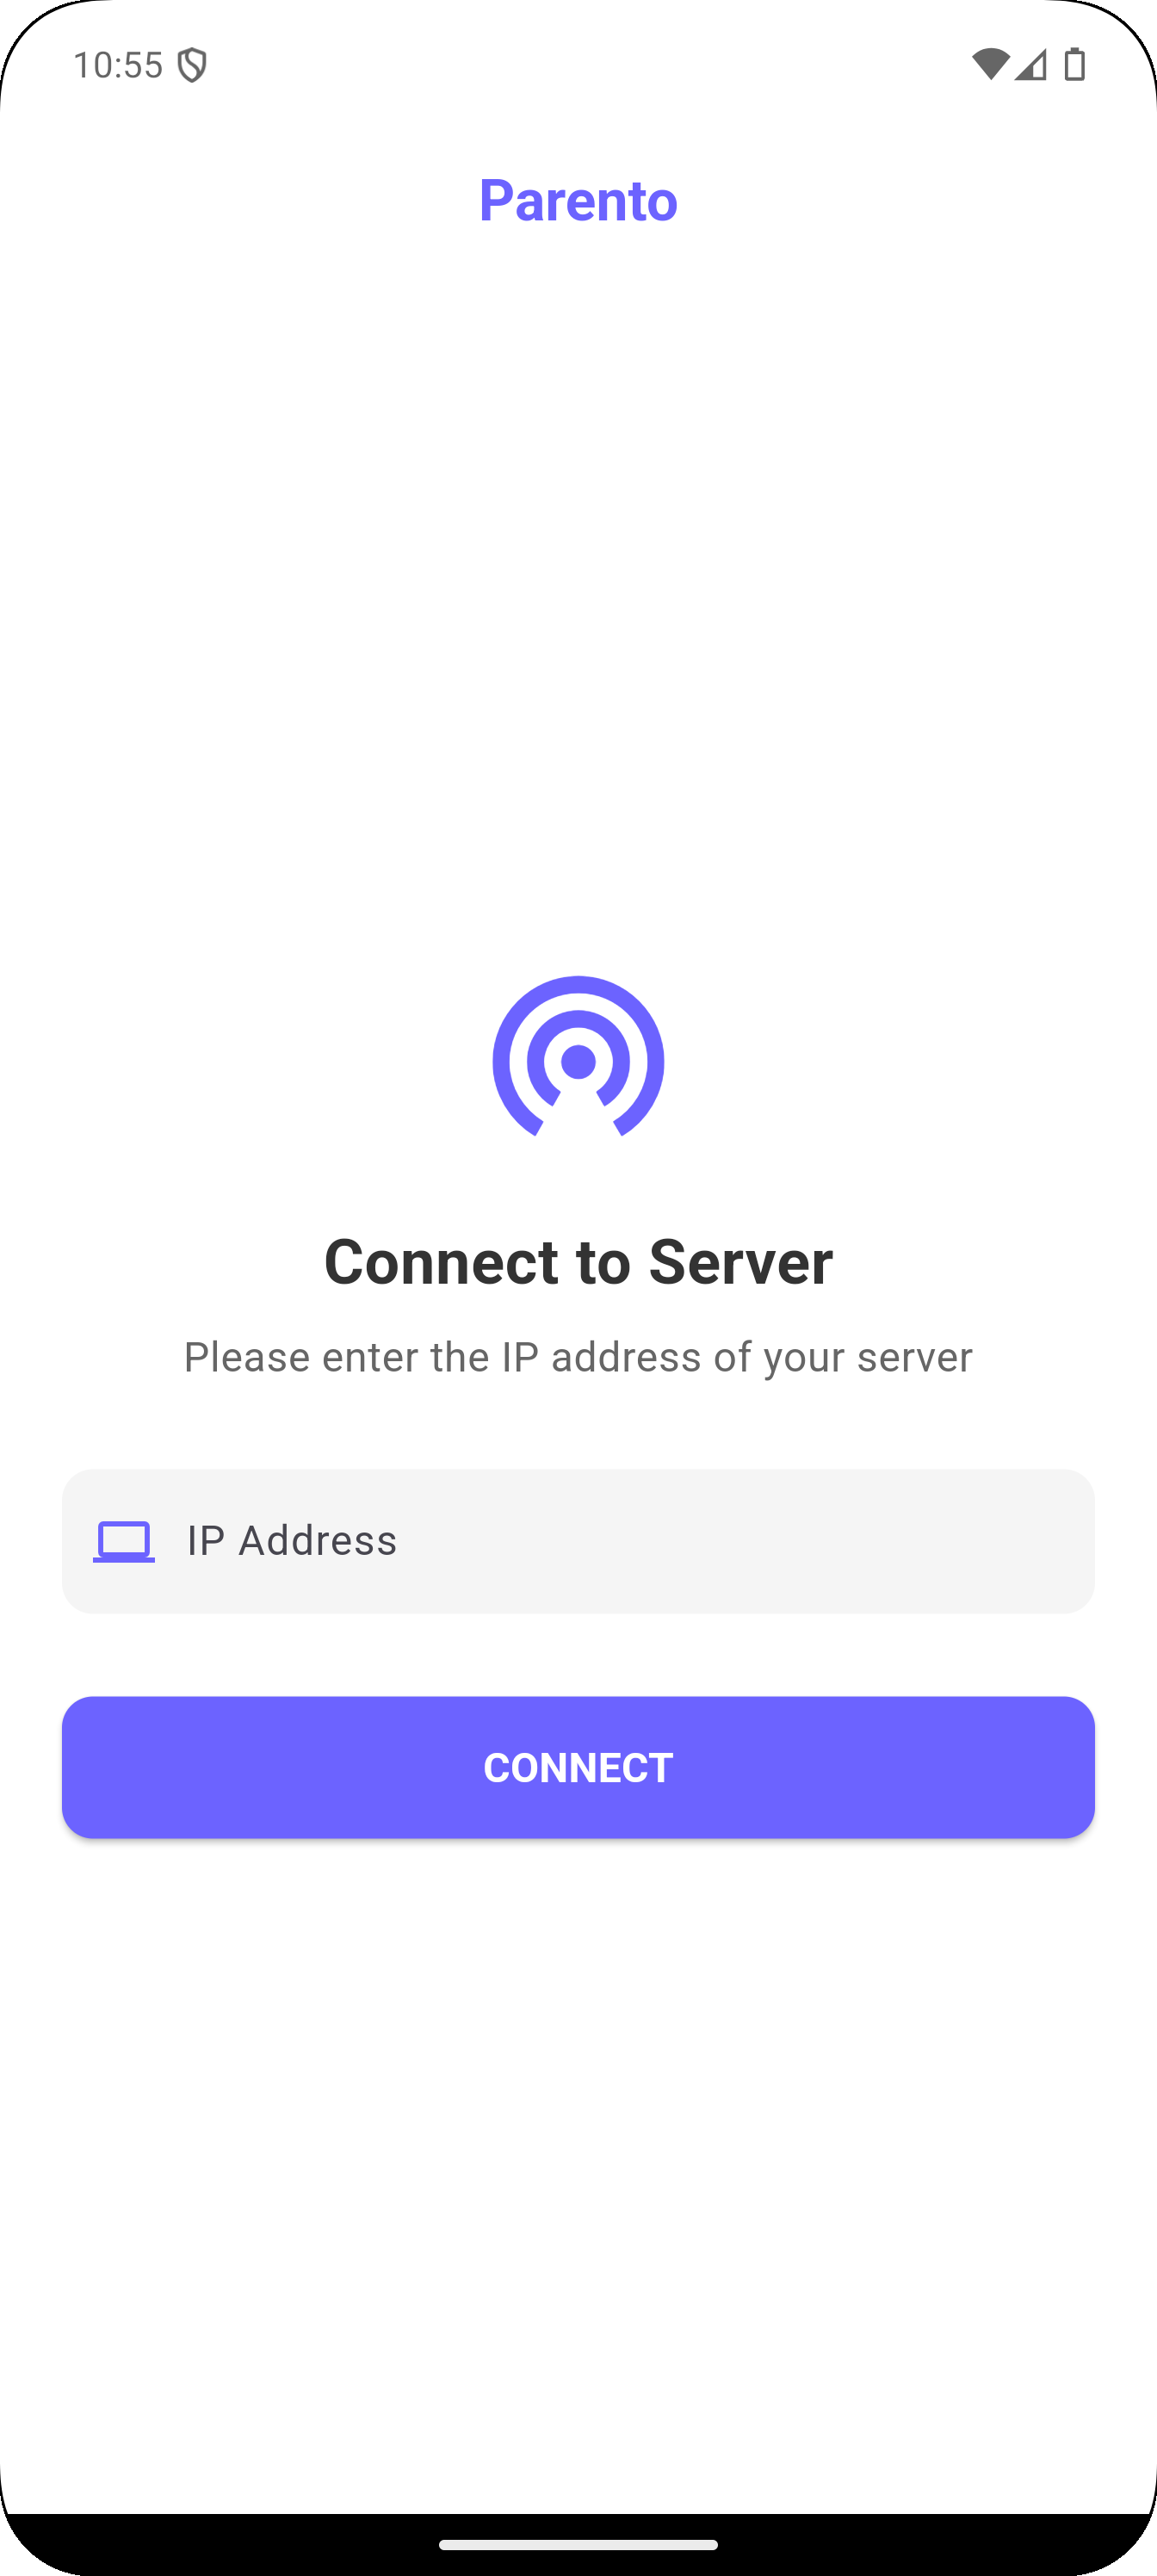 10:55
Parento
Connect to Server
Please enter the IP address of your server
IP Address
CONNECT